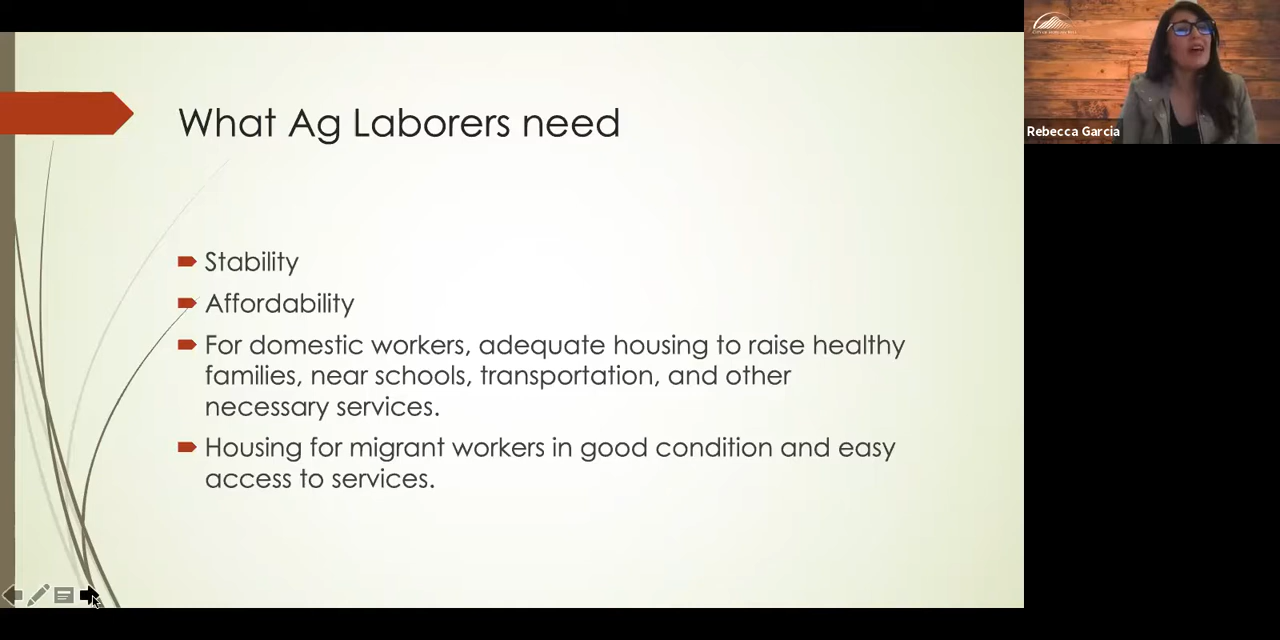 What Ag Laborers need
Stability
Affordability
For domestic workers, adequate housing to raise healthy
families, near schools, transportation, and other
necessary services.
Housing for migrant workers in good condition and easy
access to services.
Rebecca Garcia